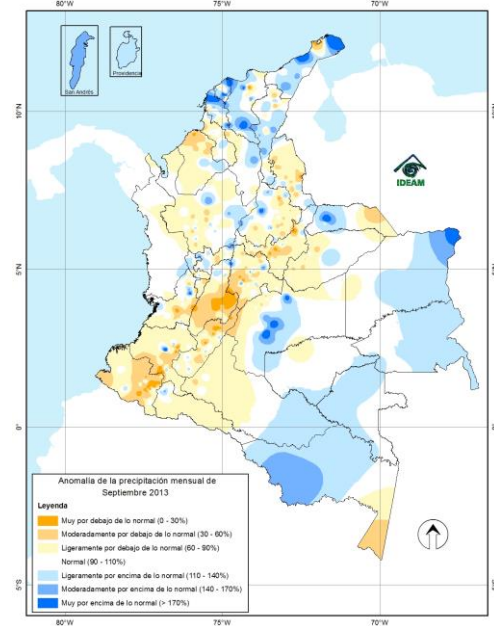 80°W 75°W 70°W
San Andrés
Providencia
10°N
IDEAM
5°N
0°
5°S
Anomalía de la precipitación mensual de
Septiembre 2013
Leyenda
Muy por debajo de lo normal (0 - 30%)
Moderadamente por debajo de lo normal (30 - 60%)
Ligeramente por debajo de lo normal (60 - 90%)
Normal (90 - 110%)
Ligeramente por encima de lo normal (110 - 140%)
Moderadamente por encima de lo normal (140 - 170%)
Muy por encima de lo normal (> 170%)
80°W 75°W 70°W